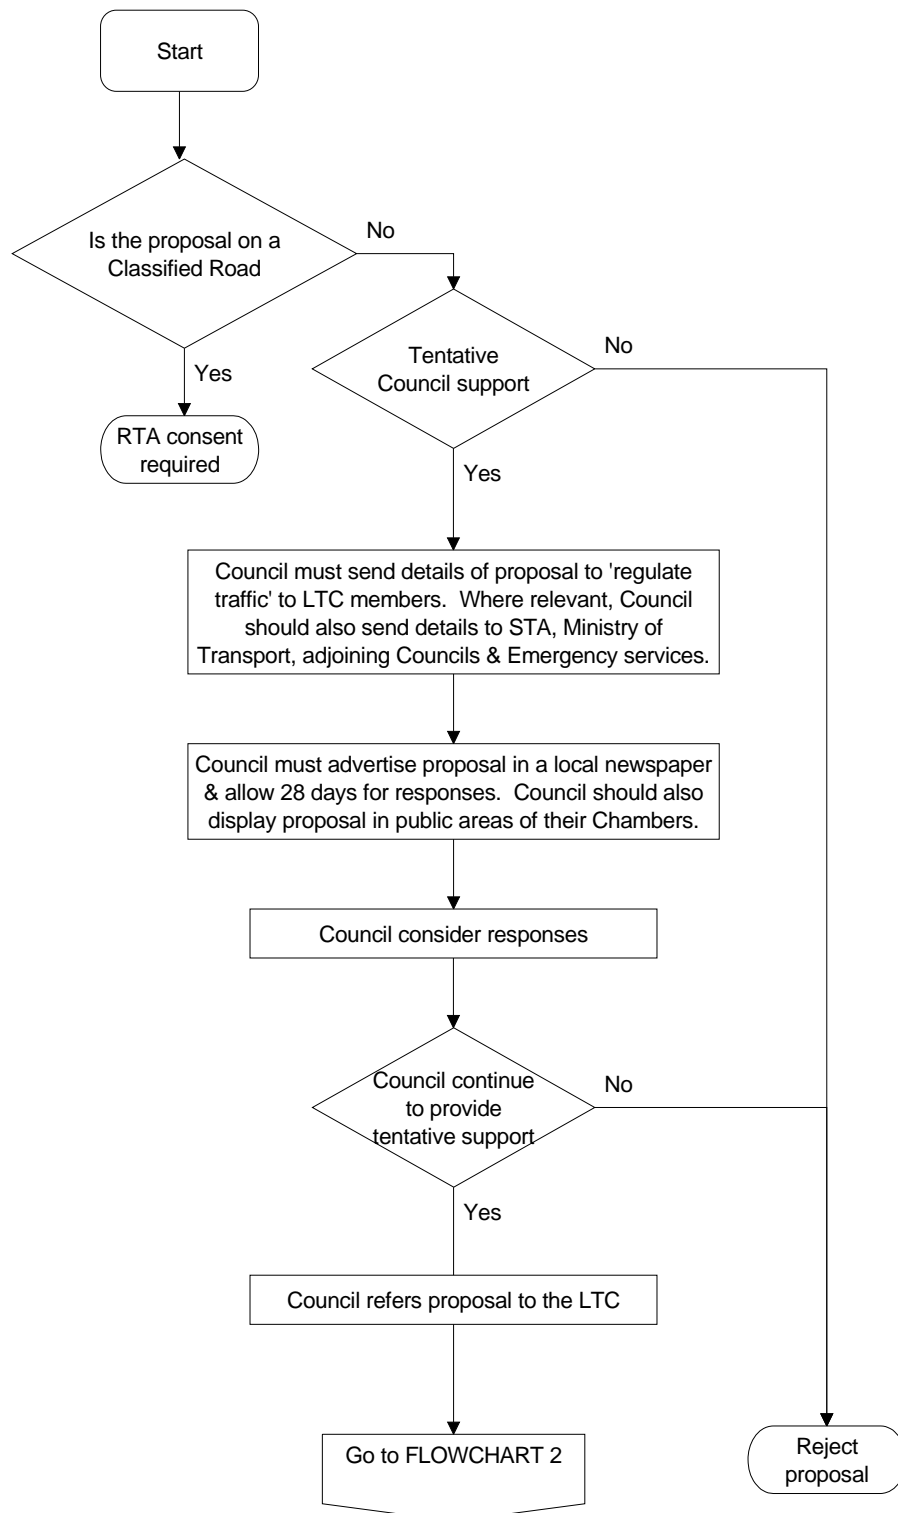 Start
Is the proposal on a
Classified Road
No
Yes
RTA consent
required
Tentative
Council support
No
Yes
Council must send details of proposal to 'regulate
traffic' to LTC members.  Where relevant, Council
should also send details to STA, Ministry of
Transport, adjoining Councils & Emergency services.
Council must advertise proposal in a local newspaper
& allow 28 days for responses.  Council should also
display proposal in public areas of their Chambers.
Council consider responses
Council continue
to provide
tentative support
No
Yes
Council refers proposal to the LTC
Go to FLOWCHART 2
Reject
proposal